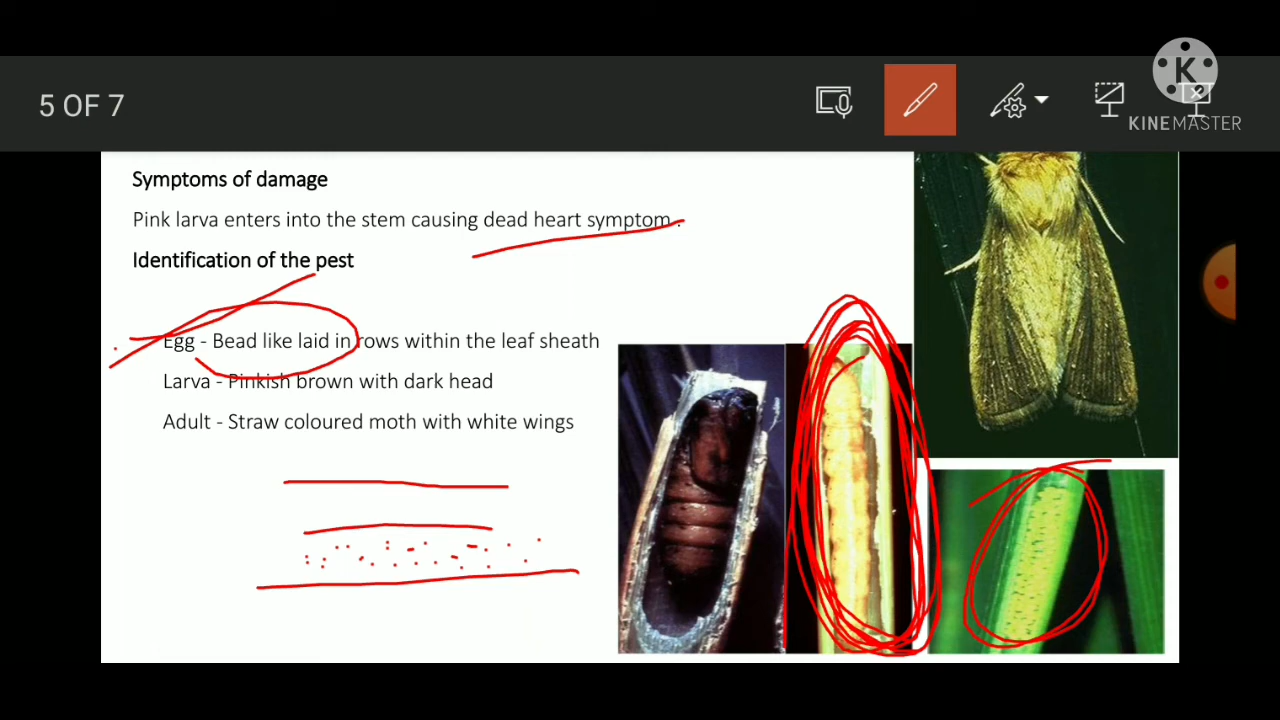 5 OF 7
K
KINEMASTER
Symptoms of damage
Pink larva enters into the stem causing dead heart symptom .
Identification of the pest
Egg - Bead like laid in rows within the leaf sheath
Larva - Pinkish brown with dark head
Adult - Straw coloured moth with white wings